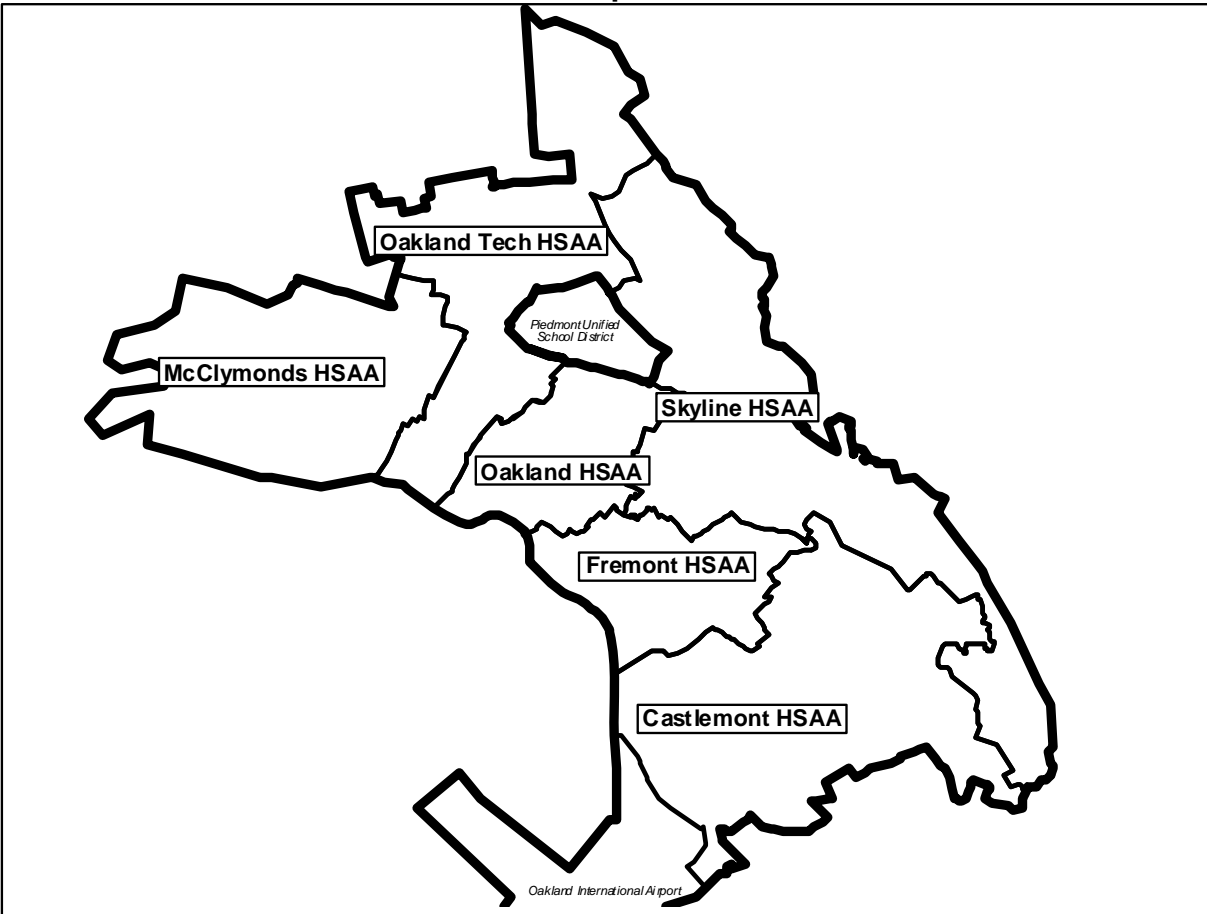 Oakland Tech HSAA
Piedmont Unified
School District
McClymonds HSAA
Skyline HSAA
Oakland HSAA
Fremont HSAA
Castlemont HSAA
Oakland International Airport